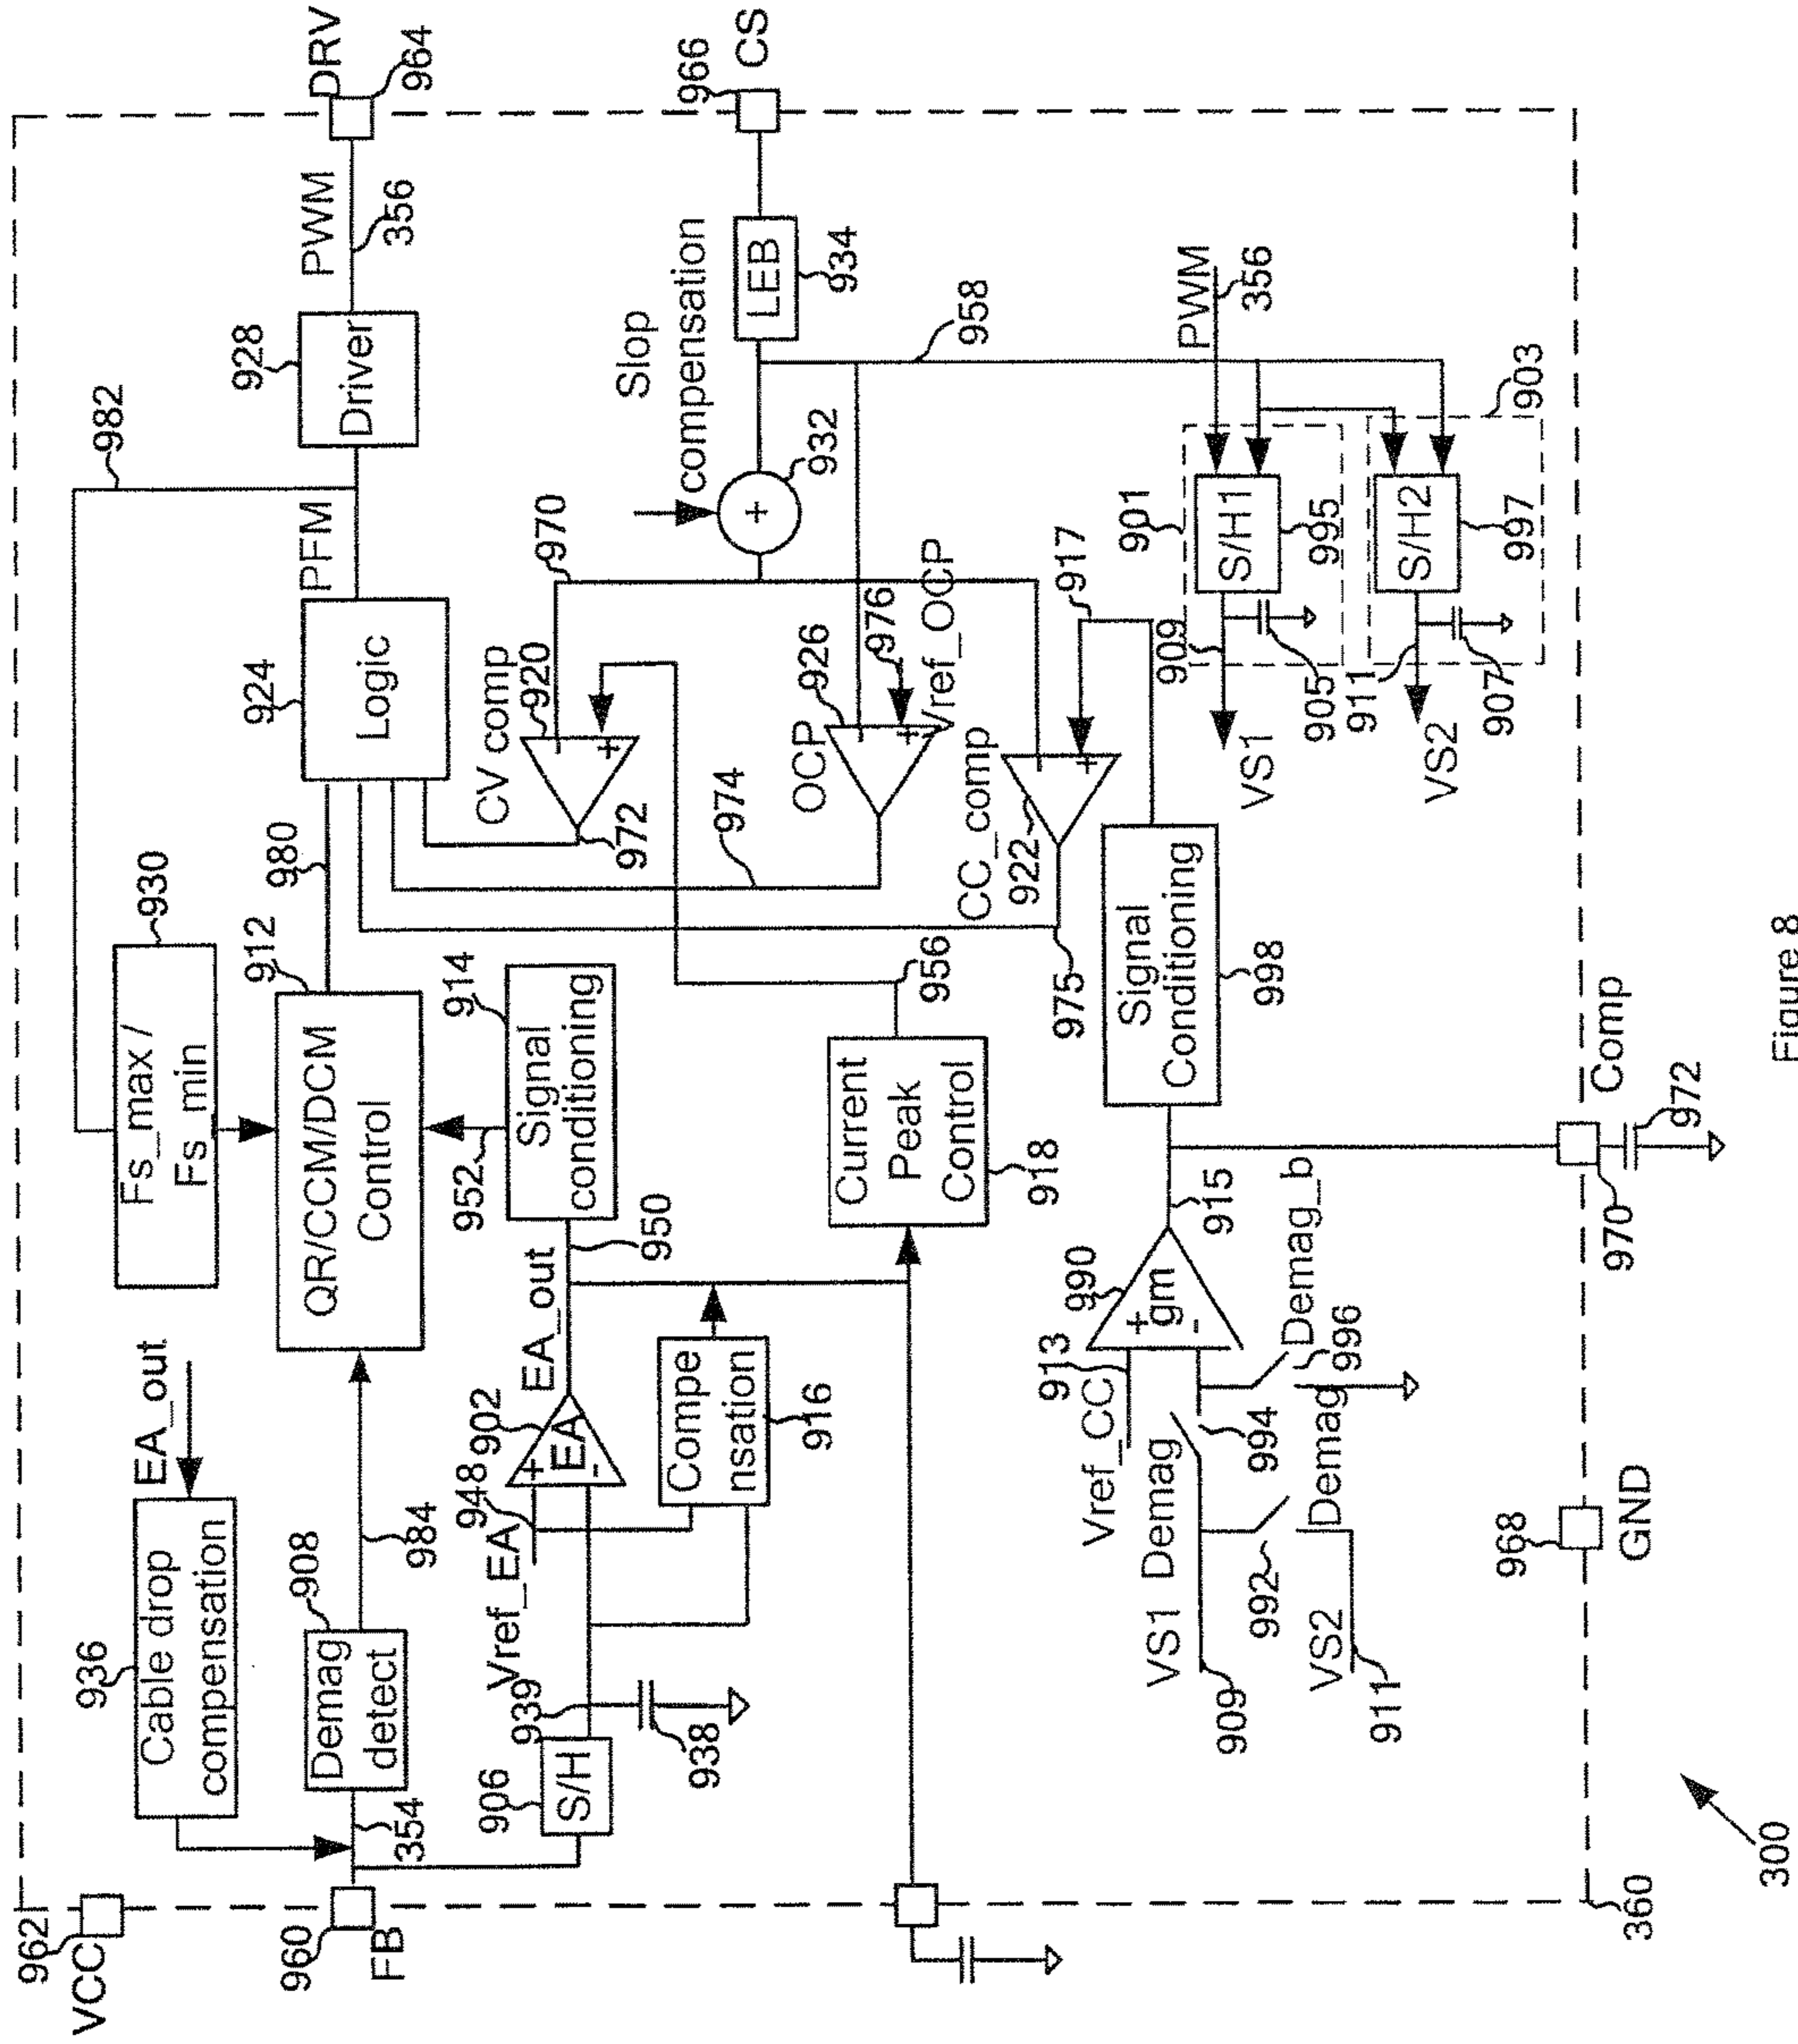 962
VCC
936
Cable drop
compensation
EA_out
Fs_max /
Fs_min
930
982
960
FB
354
908
Demag
detect
984
QR/CCM/DCM
Control
912
980
924
Logic
PFM
928
Driver
PWM
356
DRV
964
906
S/H
939
938
Vref_EA
948
+
EA
-
902
EA_out
950
Compe
nsation
916
952
Signal
conditioning
914
Current
Peak
Control
918
956
CV comp
920
-
+
972
970
OCP
926
-
+
976
Vref_OCP
974
CC_comp
922
-
+
975
917
Slop
compensation
+
932
LEB
934
966
CS
958
Vref_CC
913
+
gm
-
990
915
VS1
Demag
909
994
992
Demag
VS2
911
Demag_b
996
Signal
Conditioning
998
PWM
356
901
S/H1
995
909
905
VS1
903
S/H2
997
911
907
VS2
968
GND
970
Comp
972
360
300
Figure 8